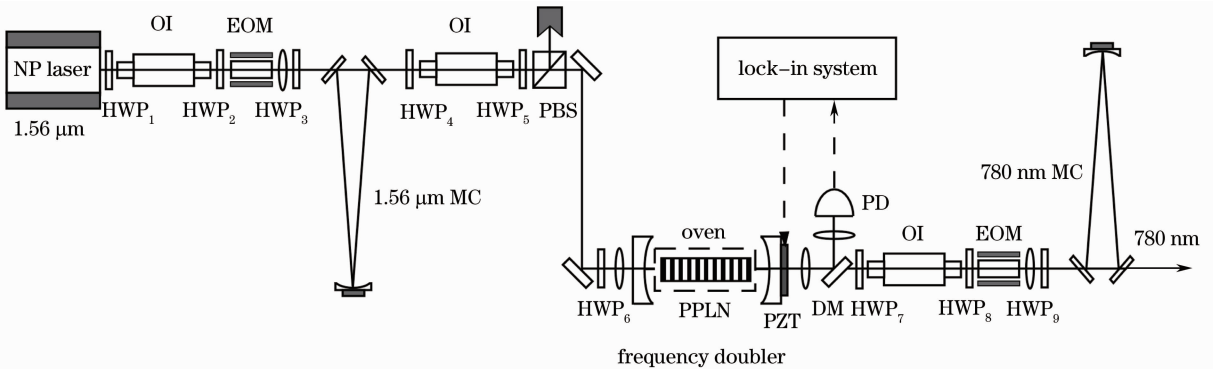 OI
EOM
OI
NP laser
HWP₁
HWP₂
HWP₃
HWP₄
HWP₅
PBS
1.56 μm
lock-in system
1.56 μm MC
780 nm MC
PD
oven
OI
EOM
780 nm
HWP₆
PPLN
PZT
DM
HWP₇
HWP₈
HWP₉
frequency doubler